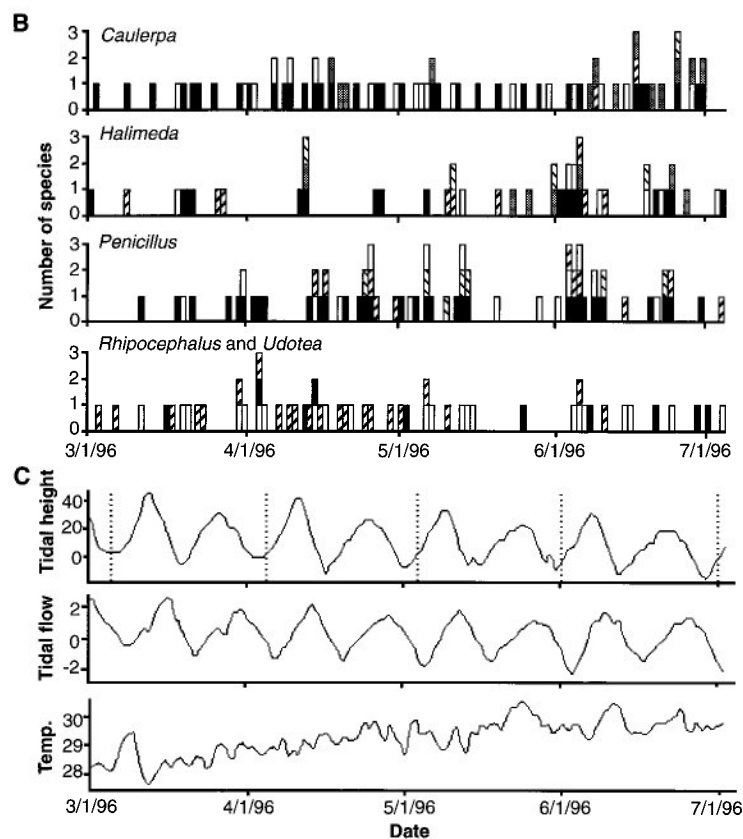 B
Number of species
Caulerpa
3
2
1
0
Halimeda
3
2
1
0
Penicillus
3
2
1
0
Rhipocephalus and Udotea
3
2
1
0
3/1/96 4/1/96 5/1/96 6/1/96 7/1/96
C
Tidal height
40
20
0
Tidal flow
2
0
-2
Temp.
30
29
28
3/1/96 4/1/96 5/1/96 6/1/96 7/1/96
Date